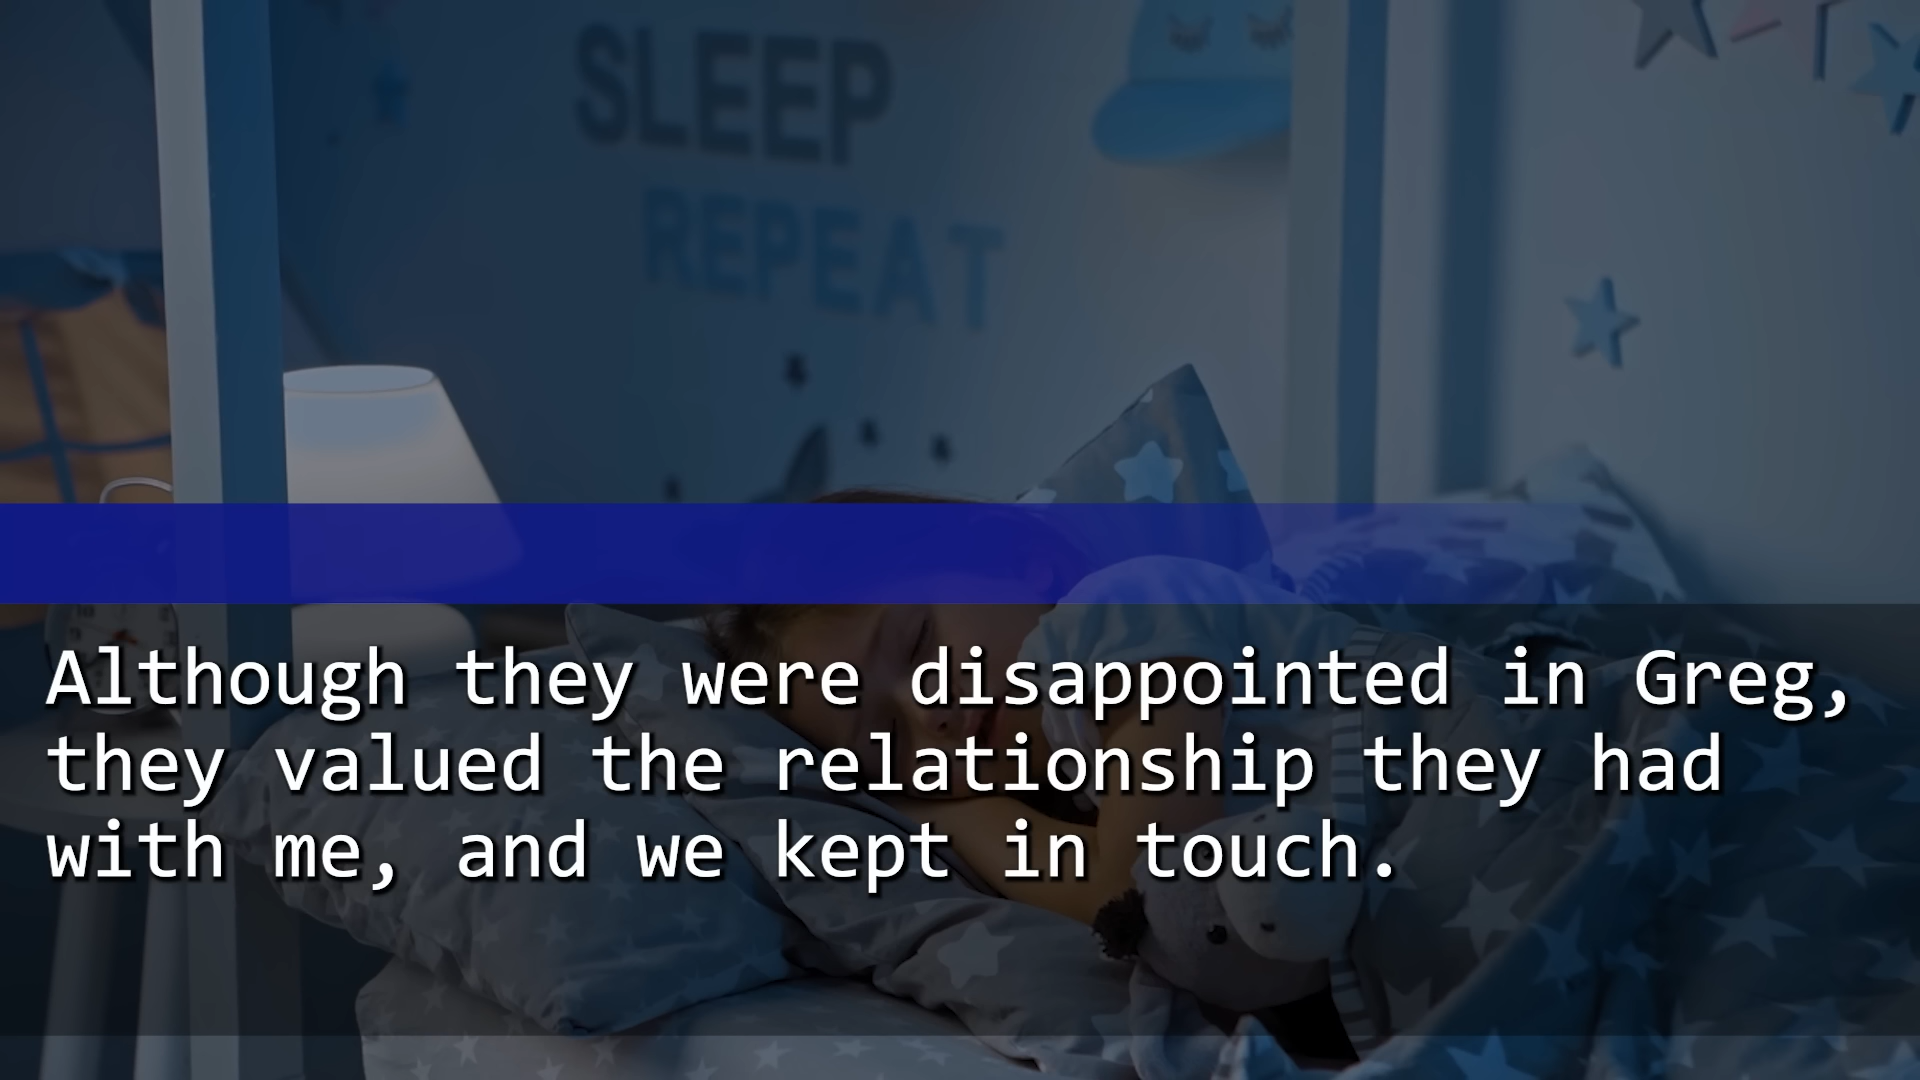 SLEEP
REPEAT
Although they were disappointed in Greg,
they valued the relationship they had
with me, and we kept in touch.